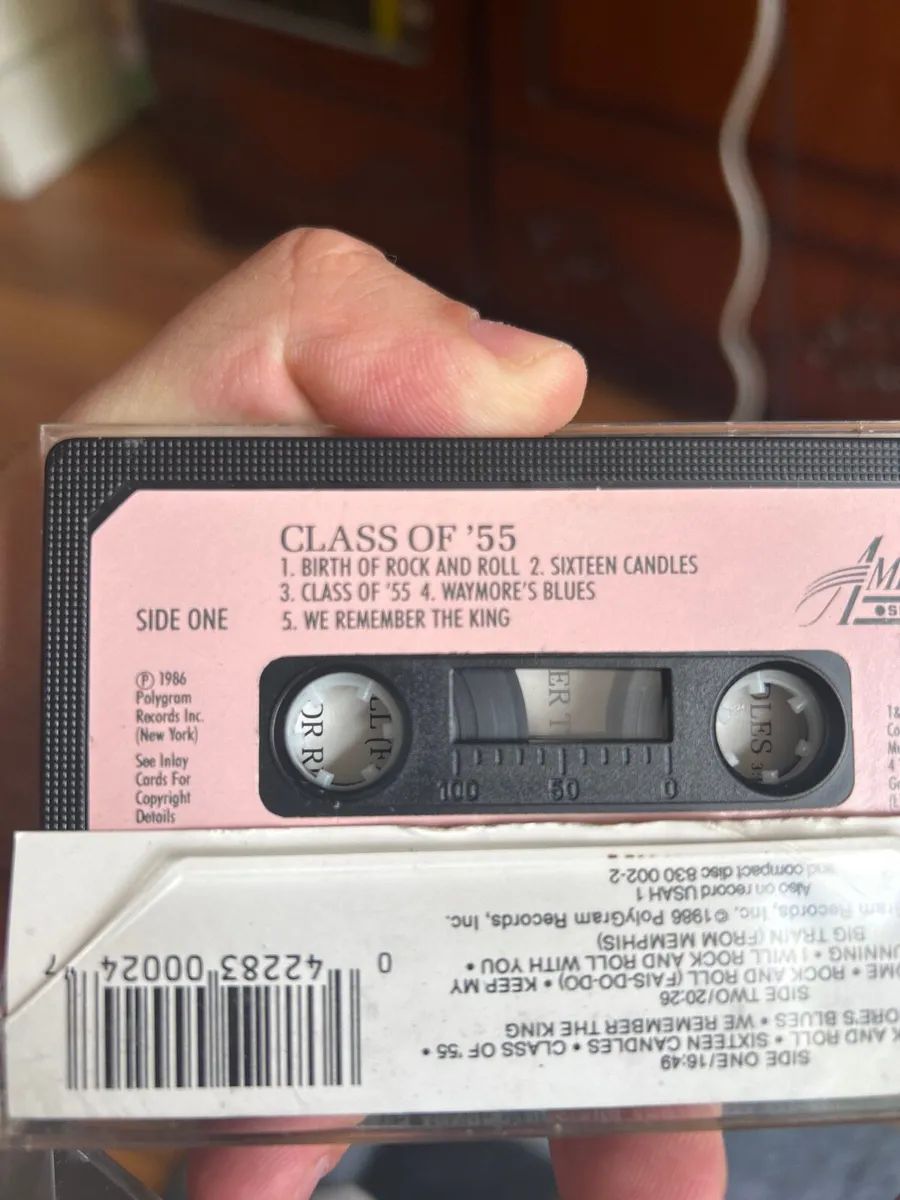 CLASS OF '55
1. BIRTH OF ROCK AND ROLL 2. SIXTEEN CANDLES
3. CLASS OF '55 4. WAYMORE'S BLUES
5. WE REMEMBER THE KING
SIDE ONE
Ⓟ 1986
Polygram
Records Inc.
(New York)
See Inlay
Cards For
Copyright
Details
100 50 0
SIDE ONE/16:49
AND ROLL • SIXTEEN CANDLES • CLASS OF '55 •
ORE'S BLUES • WE REMEMBER THE KING
SIDE TWO/20:26
OME • ROCK AND ROLL (FAIS-DO-DO) • KEEP MY
UNNING • I WILL ROCK AND ROLL WITH YOU •
BIG TRAIN (FROM MEMPHIS)
ram Records, Inc. ©1986 PolyGram Records, Inc.
Also on record USAH 1
and compact disc 830 002-2
0 42283 00024 7